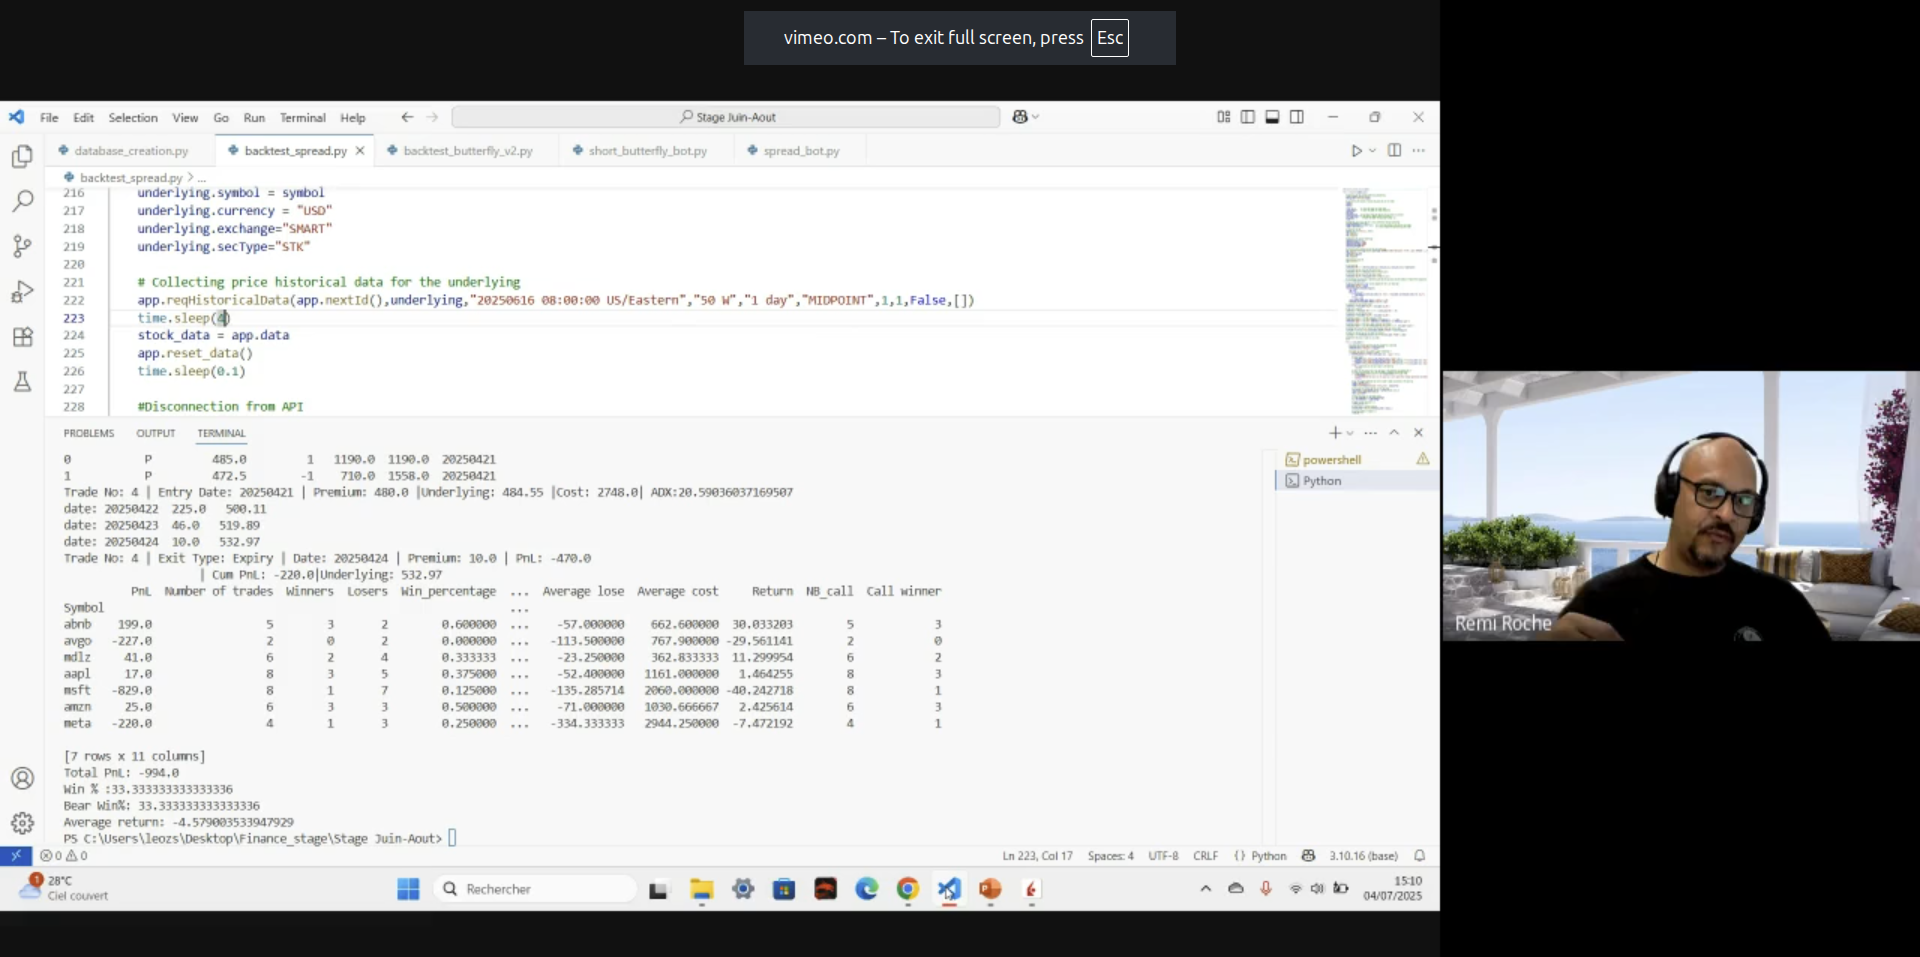 vimeo.com – To exit full screen, press Esc
File Edit Selection View Go Run Terminal Help
Stage Juin-Aout
database_creation.py
backtest_spread.py
backtest_butterfly_v2.py
short_butterfly_bot.py
spread_bot.py
backtest_spread.py > ...
216 underlying.symbol = symbol
217 underlying.currency = "USD"
218 underlying.exchange="SMART"
219 underlying.secType="STK"
220
221 # Collecting price historical data for the underlying
222 app.reqHistoricalData(app.nextId(),underlying,"20250616 08:00:00 US/Eastern","50 W","1 day","MIDPOINT",1,1,False,[])
223 time.sleep(4)
224 stock_data = app.data
225 app.reset_data()
226 time.sleep(0.1)
227
228 #Disconnection from API
PROBLEMS OUTPUT TERMINAL
powershell
Python
0 P 485.0 1 1190.0 1190.0 20250421
1 P 472.5 -1 710.0 1558.0 20250421
Trade No: 4 | Entry Date: 20250421 | Premium: 480.0 |Underlying: 484.55 |Cost: 2748.0| ADX:20.59036037169507
date: 20250422 225.0 500.11
date: 20250423 46.0 519.89
date: 20250424 10.0 532.97
Trade No: 4 | Exit Type: Expiry | Date: 20250424 | Premium: 10.0 | PnL: -470.0
| Cum PnL: -220.0|Underlying: 532.97
PnL Number of trades Winners Losers Win_percentage ... Average lose Average cost Return NB_call Call winner
Symbol ...
abnb 199.0 5 3 2 0.600000 ... -57.000000 662.600000 30.033203 5 3
avgo -227.0 2 0 2 0.000000 ... -113.500000 767.900000 -29.561141 2 0
mdlz 41.0 6 2 4 0.333333 ... -23.250000 362.833333 11.299954 6 2
aapl 17.0 8 3 5 0.375000 ... -52.400000 1161.000000 1.464255 8 3
msft -829.0 8 1 7 0.125000 ... -135.285714 2060.000000 -40.242718 8 1
amzn 25.0 6 3 3 0.500000 ... -71.000000 1030.666667 2.425614 6 3
meta -220.0 4 1 3 0.250000 ... -334.333333 2944.250000 -7.472192 4 1
[7 rows x 11 columns]
Total PnL: -994.0
Win % :33.333333333333336
Bear Win%: 33.333333333333336
Average return: -4.579003533947929
PS C:\Users\leozs\Desktop\Finance_stage\Stage Juin-Aout>
0 0
Ln 223, Col 17 Spaces: 4 UTF-8 CRLF {} Python 3.10.16 (base)
1
28°C
Ciel couvert
Rechercher
15:10
04/07/2025
Remi Roche